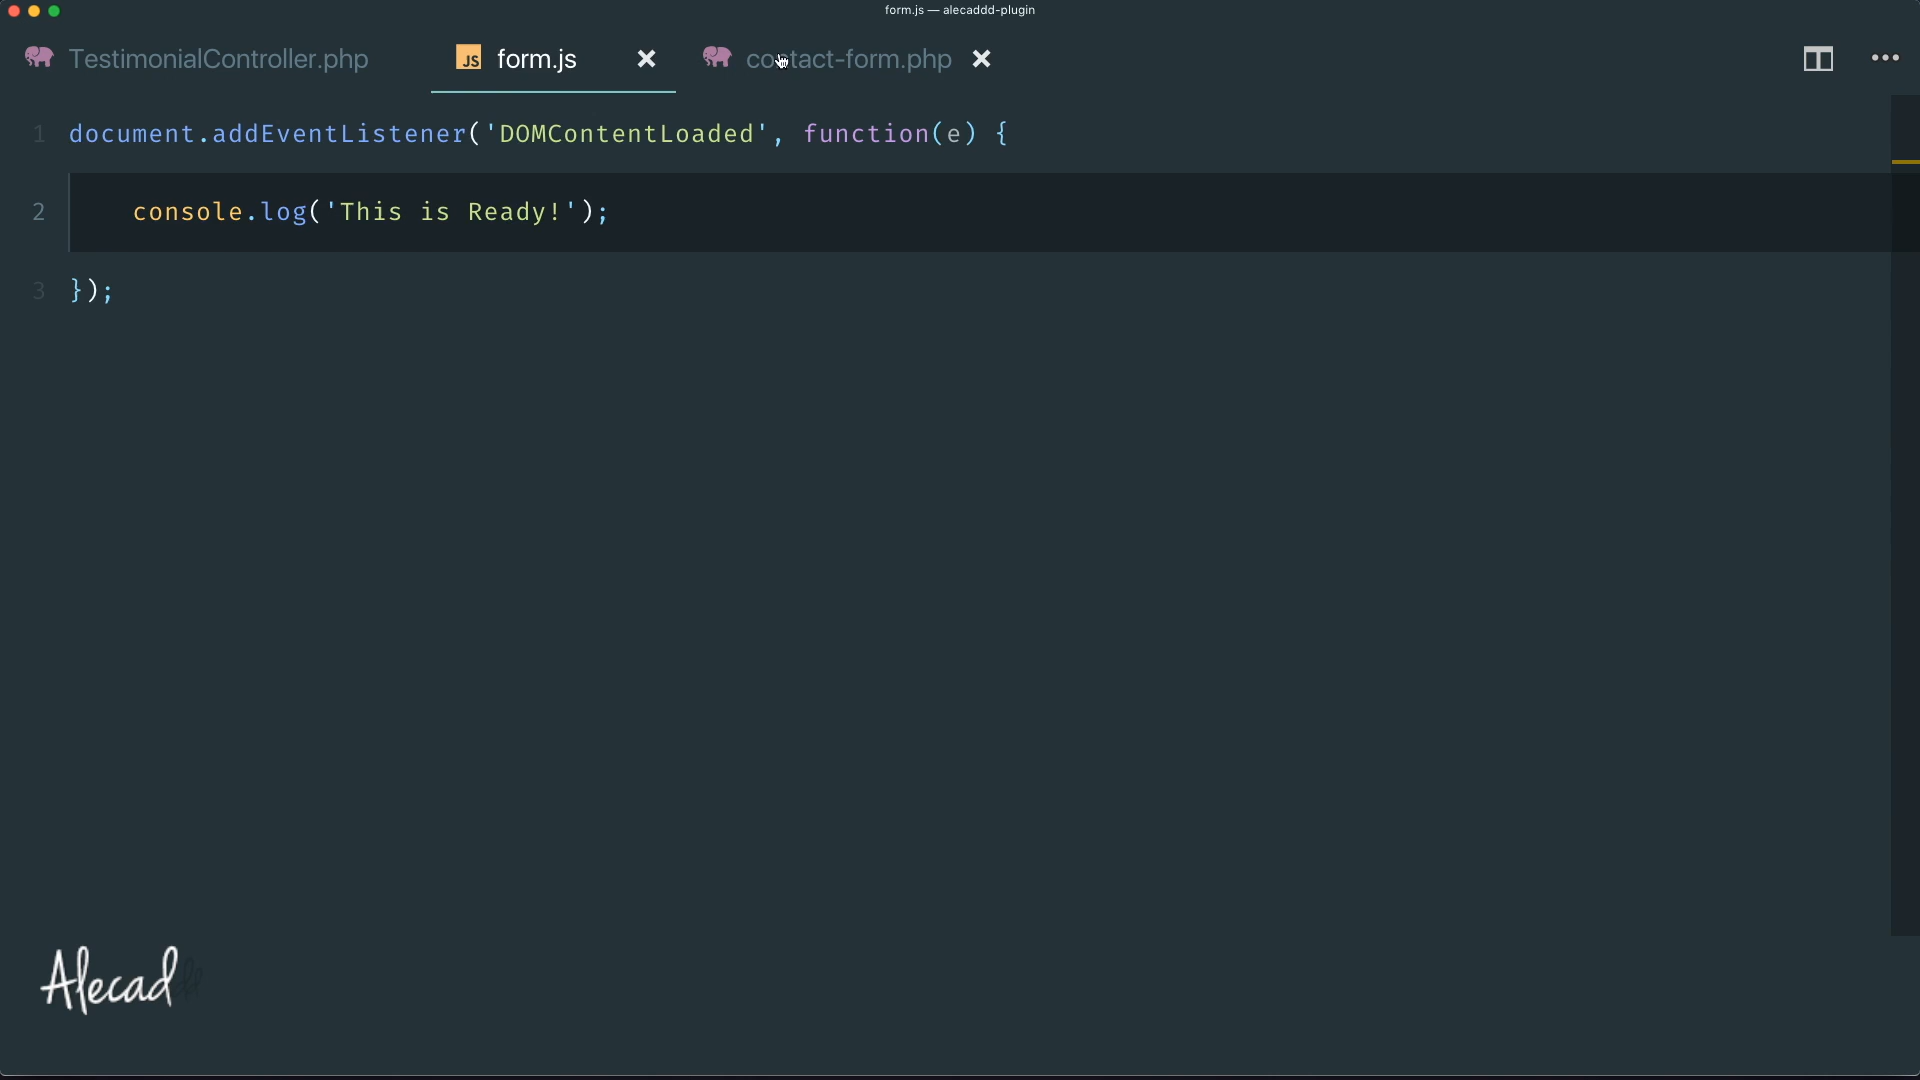 form.js — alecaddd-plugin
TestimonialController.php
JS form.js
contact-form.php
1 document.addEventListener('DOMContentLoaded', function(e) {
2 console.log('This is Ready!');
3 });
Alecad